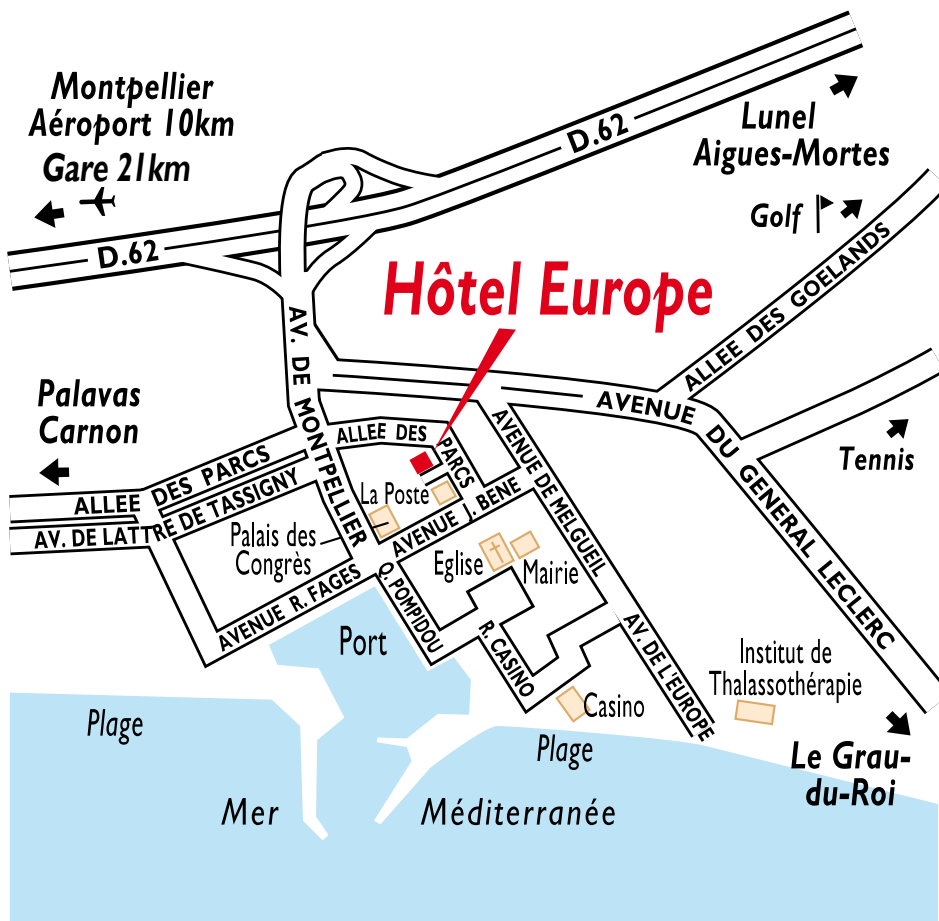 Montpellier
Aéroport 10km
Gare 21km
D.62
Lunel
Aigues-Mortes
Golf
D.62
Hôtel Europe
ALLEE DES GOELANDS
AV. DE MONTPELLIER
Palavas
Carnon
AVENUE DU GENERAL LECLERC
Tennis
ALLEE DES PARCS
AVENUE DE MELGUEIL
ALLEE DES PARCS
AV. DE LATTRE DE TASSIGNY
La Poste
AVENUE J. BENE
Palais des
Congrès
Eglise
Mairie
AVENUE R. FAGES
Q. POMPIDOU
R. CASINO
AV. DE L'EUROPE
Port
Institut de
Thalassothérapie
Casino
Plage
Plage
Le Grau-
du-Roi
Mer
Méditerranée